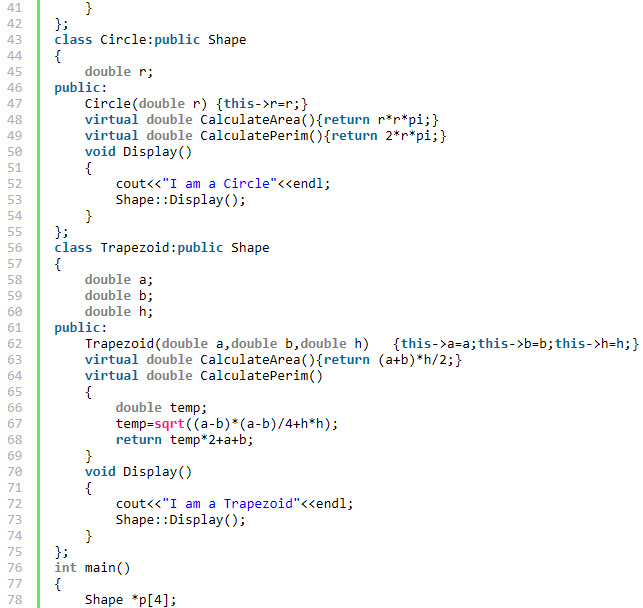 41         }
42     };
43     class Circle:public Shape
44     {
45         double r;
46     public:
47         Circle(double r) {this->r=r;}
48         virtual double CalculateArea(){return r*r*pi;}
49         virtual double CalculatePerim(){return 2*r*pi;}
50         void Display()
51         {
52             cout<<"I am a Circle"<<endl;
53             Shape::Display();
54         }
55     };
56     class Trapezoid:public Shape
57     {
58         double a;
59         double b;
60         double h;
61     public:
62         Trapezoid(double a,double b,double h)   {this->a=a;this->b=b;this->h=h;}
63         virtual double CalculateArea(){return (a+b)*h/2;}
64         virtual double CalculatePerim()
65         {
66             double temp;
67             temp=sqrt((a-b)*(a-b)/4+h*h);
68             return temp*2+a+b;
69         }
70         void Display()
71         {
72             cout<<"I am a Trapezoid"<<endl;
73             Shape::Display();
74         }
75     };
76     int main()
77     {
78         Shape *p[4];